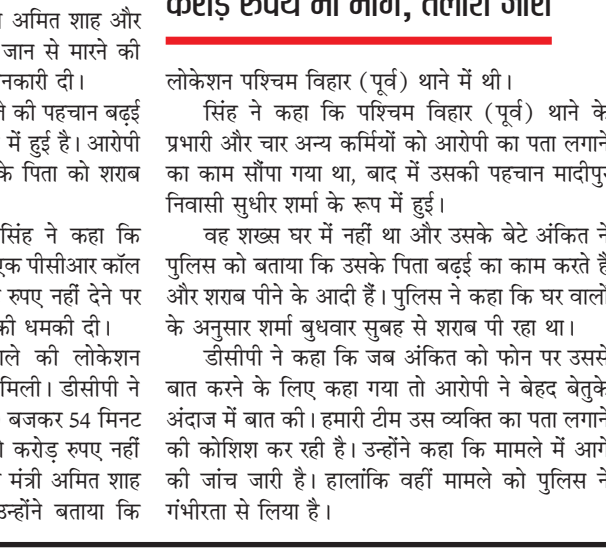 अमित शाह और
जान से मारने की
नकारी दी।
ने की पहचान बढ़ई
में हुई है। आरोपी
के पिता को शराब
सिंह ने कहा कि
एक पीसीआर कॉल
रुपए नहीं देने पर
की धमकी दी।
वाले की लोकेशन
मिली। डीसीपी ने
बजकर 54 मिनट
करोड़ रुपए नहीं
मंत्री अमित शाह
उन्होंने बताया कि
करोड़ रुपये की मांग, तलाश जारी
लोकेशन पश्चिम विहार (पूर्व) थाने में थी।
सिंह ने कहा कि पश्चिम विहार (पूर्व) थाने के
प्रभारी और चार अन्य कर्मियों को आरोपी का पता लगाने
का काम सौंपा गया था, बाद में उसकी पहचान मादीपुर
निवासी सुधीर शर्मा के रूप में हुई।
वह शख्स घर में नहीं था और उसके बेटे अंकित ने
पुलिस को बताया कि उसके पिता बढ़ई का काम करते हैं
और शराब पीने के आदी हैं। पुलिस ने कहा कि घर वालों
के अनुसार शर्मा बुधवार सुबह से शराब पी रहा था।
डीसीपी ने कहा कि जब अंकित को फोन पर उससे
बात करने के लिए कहा गया तो आरोपी ने बेहद बेतुके
अंदाज में बात की। हमारी टीम उस व्यक्ति का पता लगाने
की कोशिश कर रही है। उन्होंने कहा कि मामले में आगे
की जांच जारी है। हालांकि वहीं मामले को पुलिस ने
गंभीरता से लिया है।